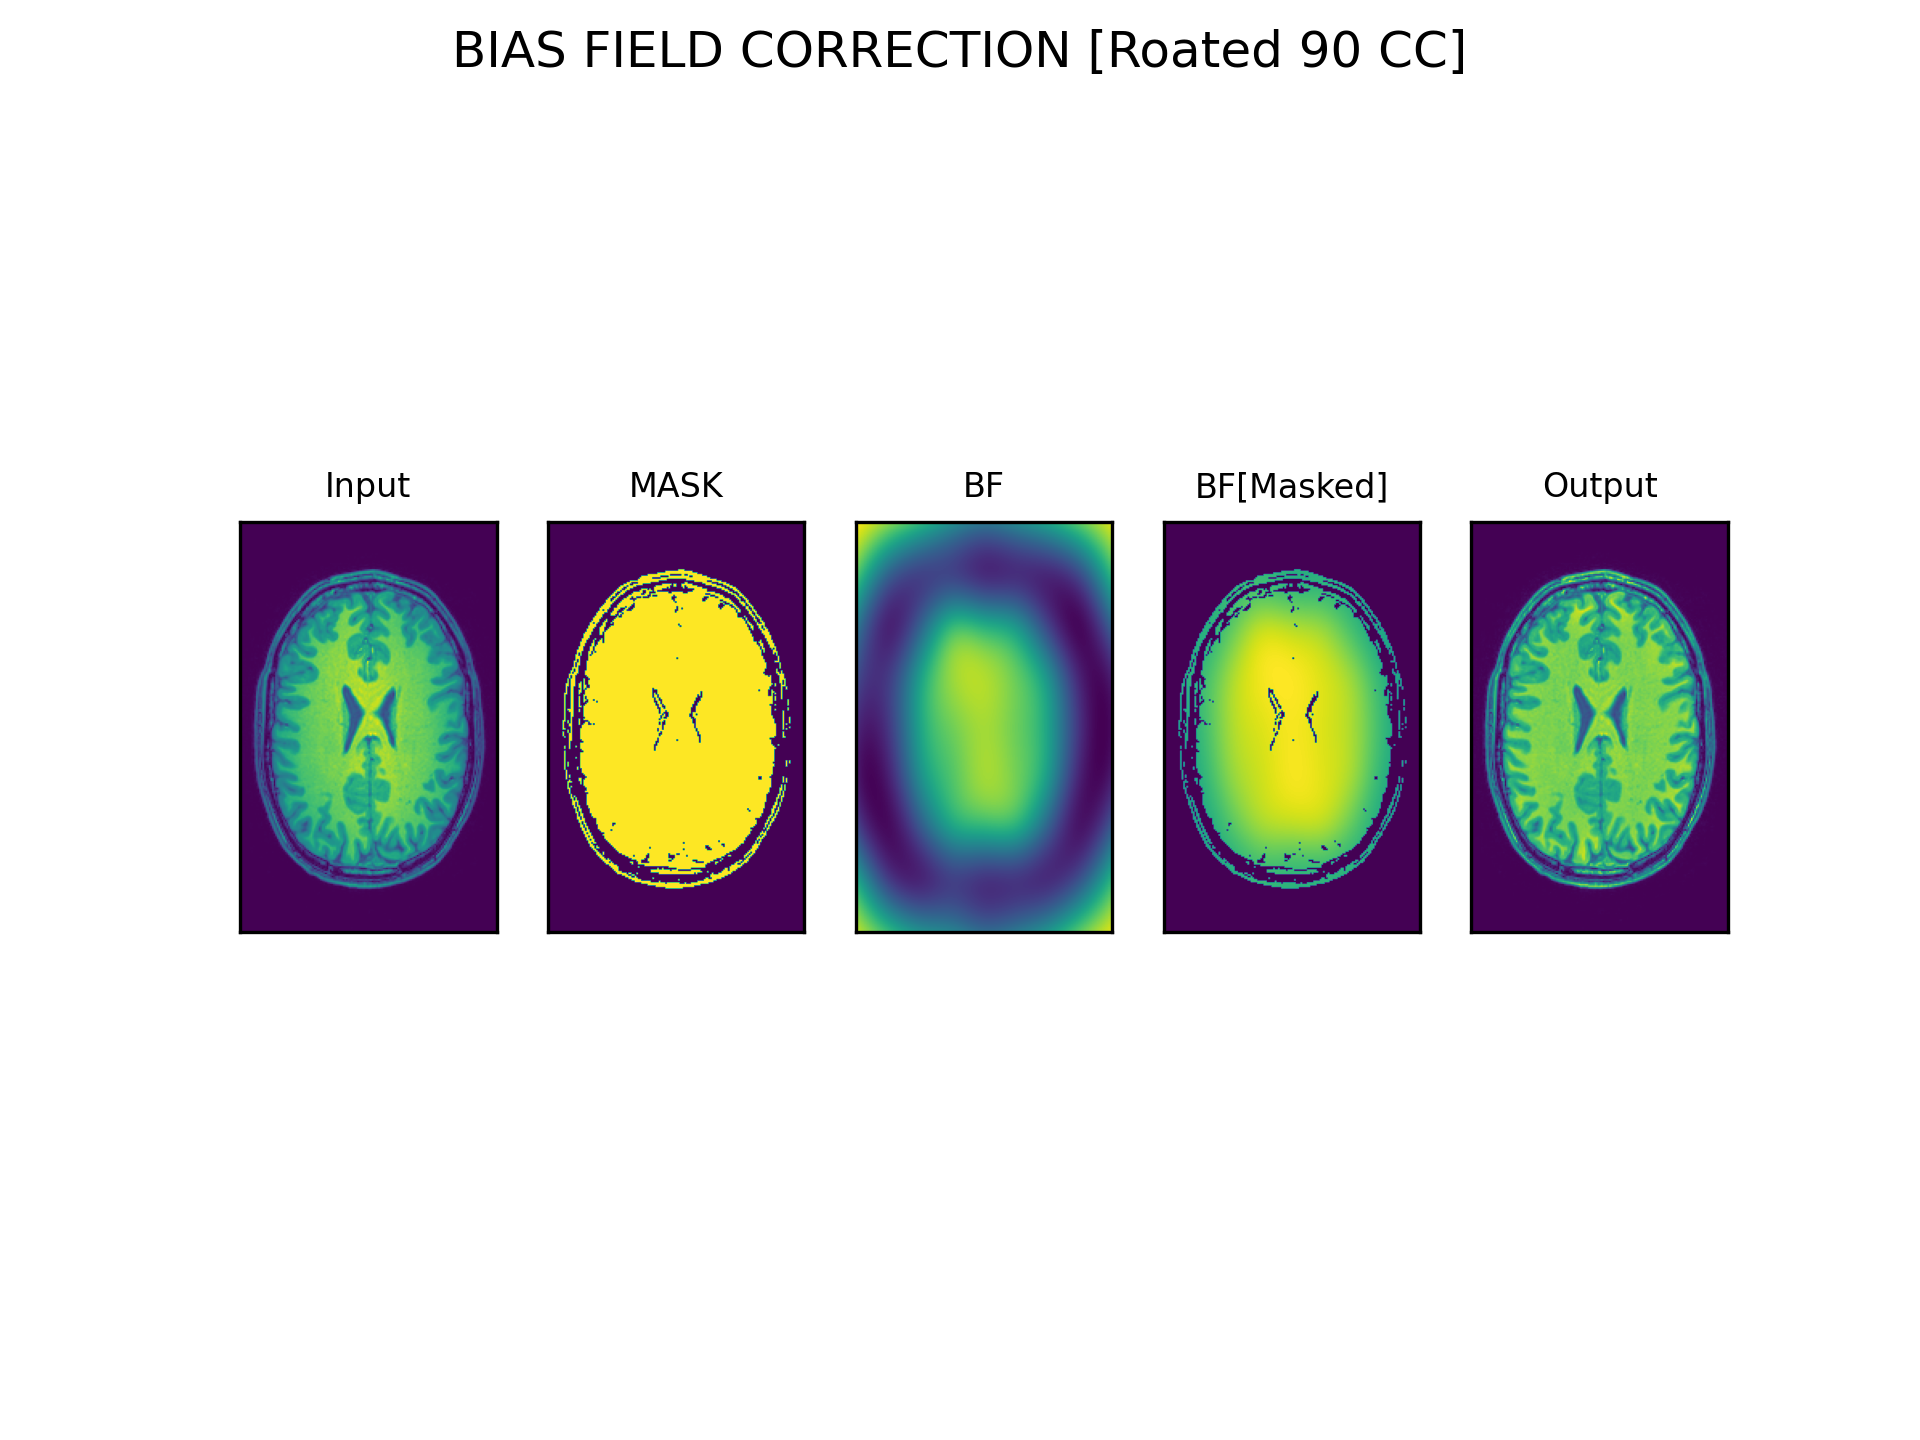 BIAS FIELD CORRECTION [Roated 90 CC]
Input
MASK
BF
BF[Masked]
Output